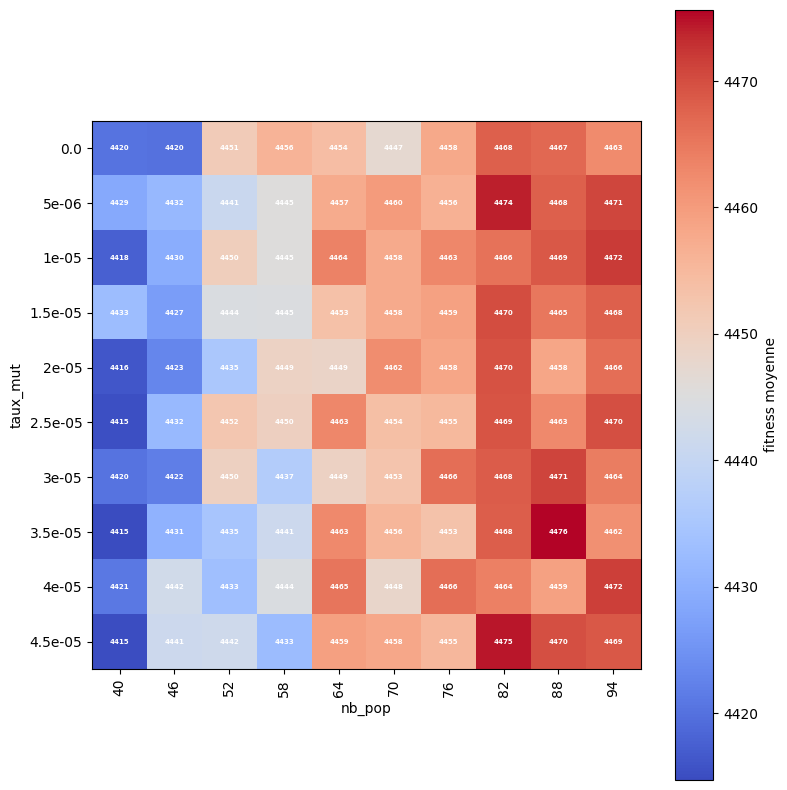 4470
4460
4450
4440
4430
4420
fitness moyenne
taux_mut
0.0 4420 4420 4451 4456 4454 4447 4458 4468 4467 4463
5e-06 4429 4432 4441 4445 4457 4460 4456 4474 4468 4471
1e-05 4418 4430 4450 4445 4464 4458 4463 4466 4469 4472
1.5e-05 4433 4427 4444 4445 4453 4458 4459 4470 4465 4468
2e-05 4416 4423 4435 4449 4449 4462 4458 4470 4458 4466
2.5e-05 4415 4432 4452 4450 4463 4454 4455 4469 4463 4470
3e-05 4420 4422 4450 4437 4449 4453 4466 4468 4471 4464
3.5e-05 4415 4431 4435 4441 4463 4456 4453 4468 4476 4462
4e-05 4421 4442 4433 4444 4465 4448 4466 4464 4459 4472
4.5e-05 4415 4441 4442 4433 4459 4458 4455 4475 4470 4469
40 46 52 58 64 70 76 82 88 94
nb_pop